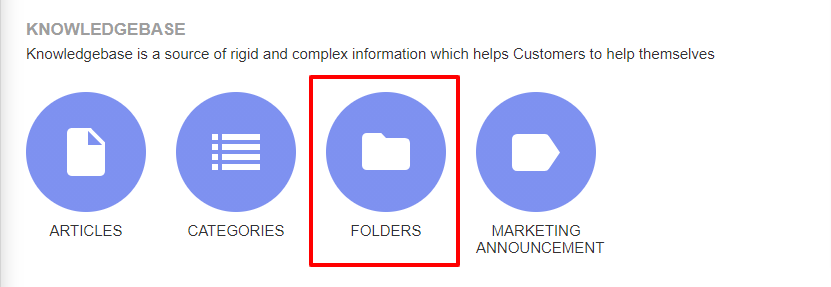 KNOWLEDGEBASE
Knowledgebase is a source of rigid and complex information which helps Customers to help themselves
ARTICLES
CATEGORIES
FOLDERS
MARKETING
ANNOUNCEMENT